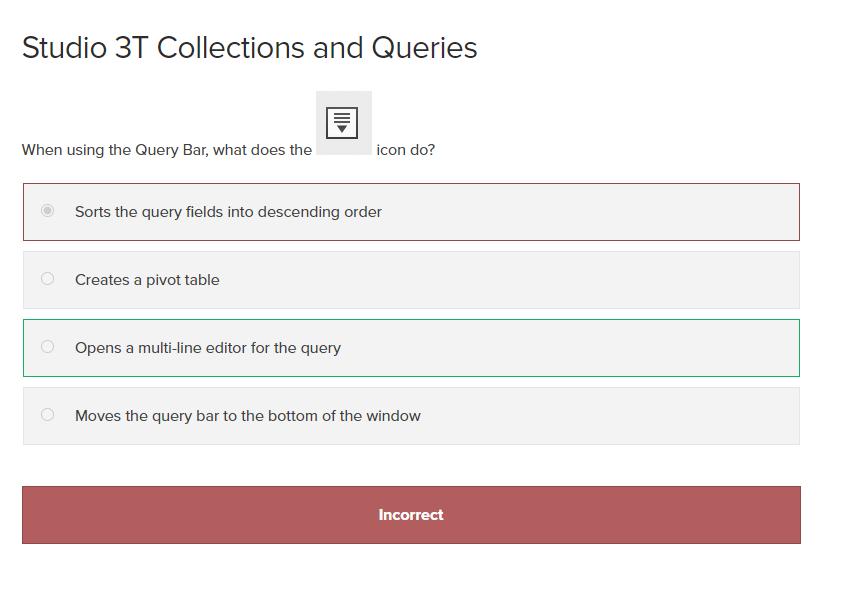 Studio 3T Collections and Queries
When using the Query Bar, what does the icon do?
Sorts the query fields into descending order
Creates a pivot table
Opens a multi-line editor for the query
Moves the query bar to the bottom of the window
Incorrect